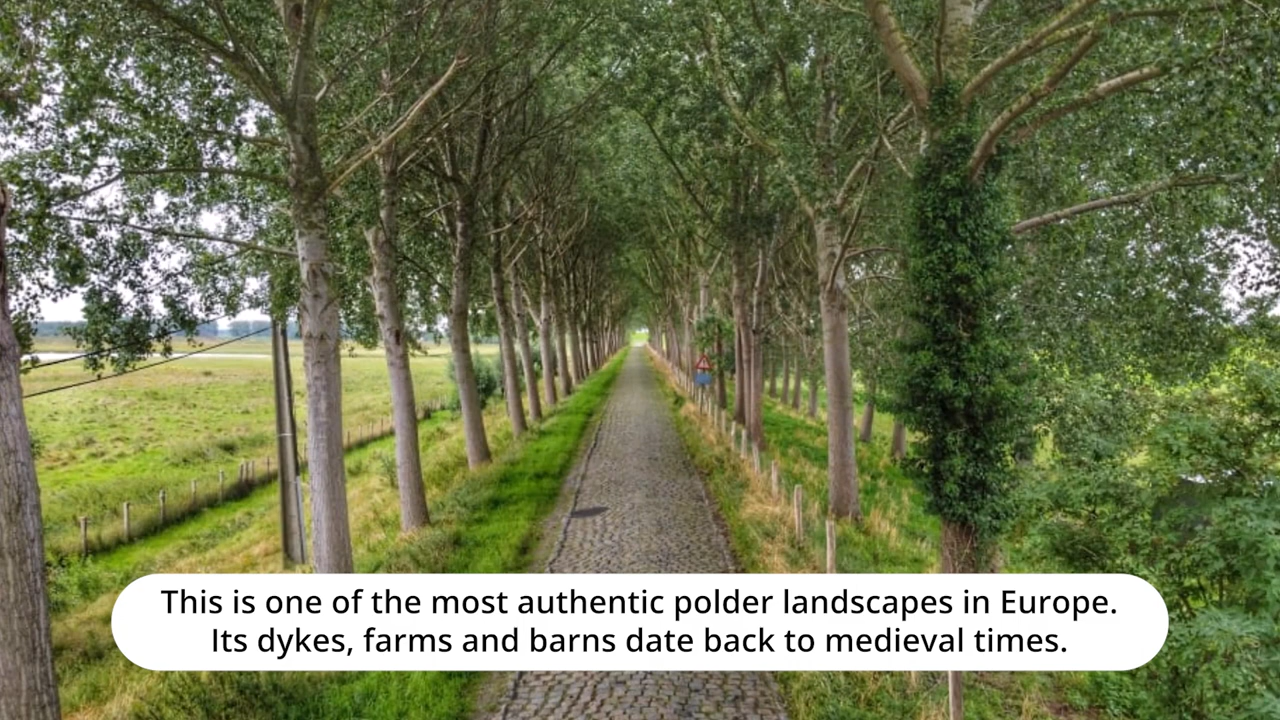 This is one of the most authentic polder landscapes in Europe.
Its dykes, farms and barns date back to medieval times.